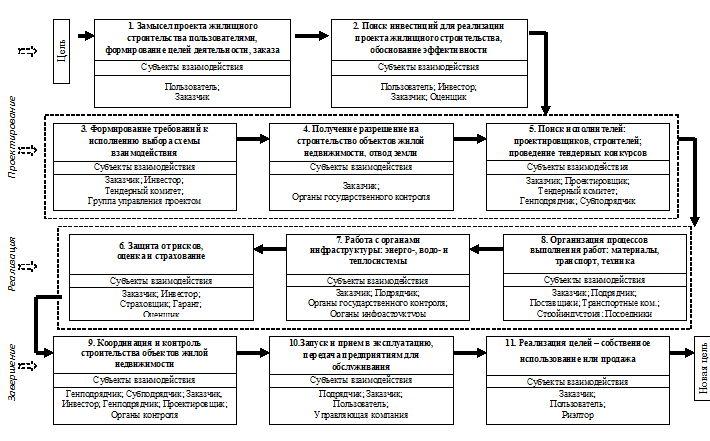 Цель
1. Замысел проекта жилищного
строительства пользователями,
формирование целей деятельности, заказа
Субъекты взаимодействия
Пользователь;
Заказчик
2. Поиск инвестиций для реализации
проекта жилищного строительства,
обоснование эффективности
Субъекты взаимодействия
Пользователь; Инвестор;
Заказчик; Оценщик
Проектирование
3. Формирование требований к
исполнению выбора схемы
взаимодействия
Субъекты взаимодействия
Заказчик; Инвестор;
Тендерный комитет;
Группа управления проектом
4. Получение разрешение на
строительство объектов жилой
недвижимости, отвод земли
Субъекты взаимодействия
Заказчик;
Органы государственного контроля
5. Поиск исполнителей:
проектировщиков, строителей;
проведение тендерных конкурсов
Субъекты взаимодействия
Заказчик; Проектировщик;
Тендерный комитет;
Генподрядчик; Субподрядчик
Реализация
6. Защита от рисков,
оценка и страхование
Субъекты взаимодействия
Заказчик; Инвестор;
Страховщик; Гарант;
Оценщик
7. Работа с органами
инфраструктуры: энерго-, водо- и
теплосистемы
Субъекты взаимодействия
Заказчик; Подрядчик;
Органы государственного контроля;
Органы инфраструктуры
8. Организация процессов
выполнения работ: материалы,
транспорт, техника
Субъекты взаимодействия
Заказчик; Подрядчик;
Поставщики; Транспортные ком.;
Стройиндустрия; Посредники
Завершение
9. Координация и контроль
строительства объектов жилой
недвижимости
Субъекты взаимодействия
Генподрядчик; Субподрядчик; Заказчик,
Инвестор; Генподрядчик; Проектировщик;
Органы контроля
10.Запуск и прием в эксплуатацию,
передача предприятиям для
обслуживания
Субъекты взаимодействия
Подрядчик; Заказчик,
Пользователь;
Управляющая компания
11. Реализация целей – собственное
использование или продажа
Субъекты взаимодействия
Заказчик;
Пользователь;
Риэлтор
Новая цель